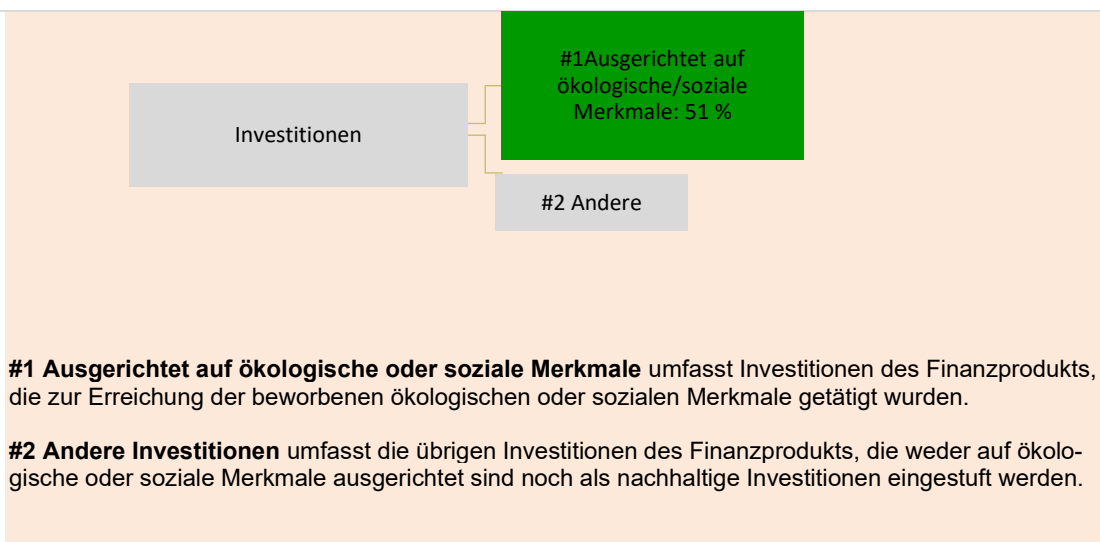 #1Ausgerichtet auf
ökologische/soziale
Merkmale: 51 %
Investitionen
#2 Andere
#1 Ausgerichtet auf ökologische oder soziale Merkmale umfasst Investitionen des Finanzprodukts,
die zur Erreichung der beworbenen ökologischen oder sozialen Merkmale getätigt wurden.
#2 Andere Investitionen umfasst die übrigen Investitionen des Finanzprodukts, die weder auf ökolo-
gische oder soziale Merkmale ausgerichtet sind noch als nachhaltige Investitionen eingestuft werden.